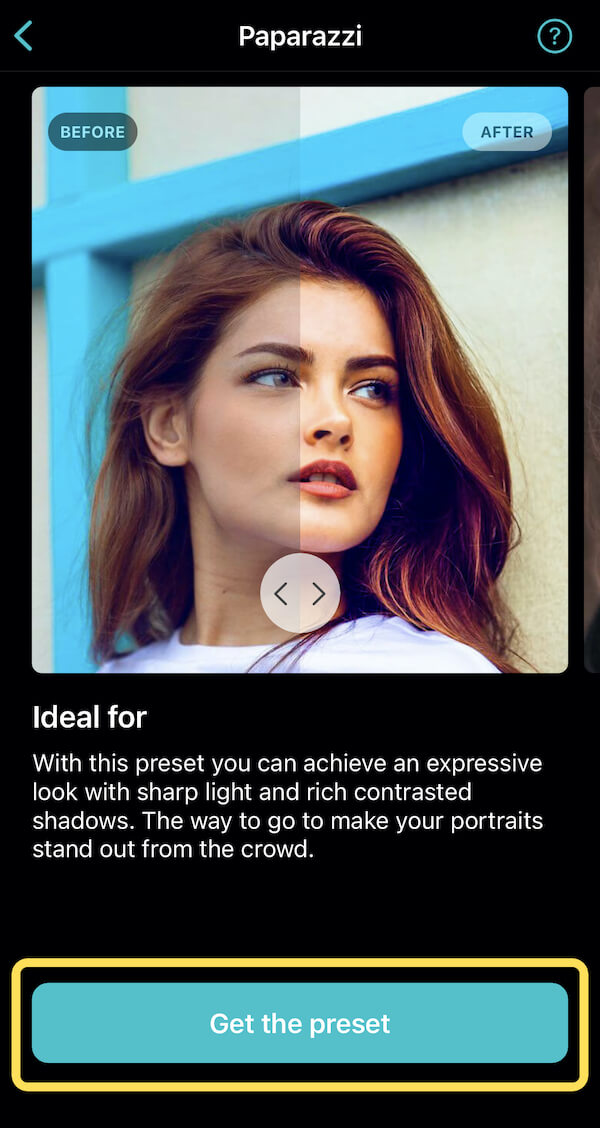 Paparazzi
?
BEFORE
AFTER
Ideal for
With this preset you can achieve an expressive
look with sharp light and rich contrasted
shadows. The way to go to make your portraits
stand out from the crowd.
Get the preset